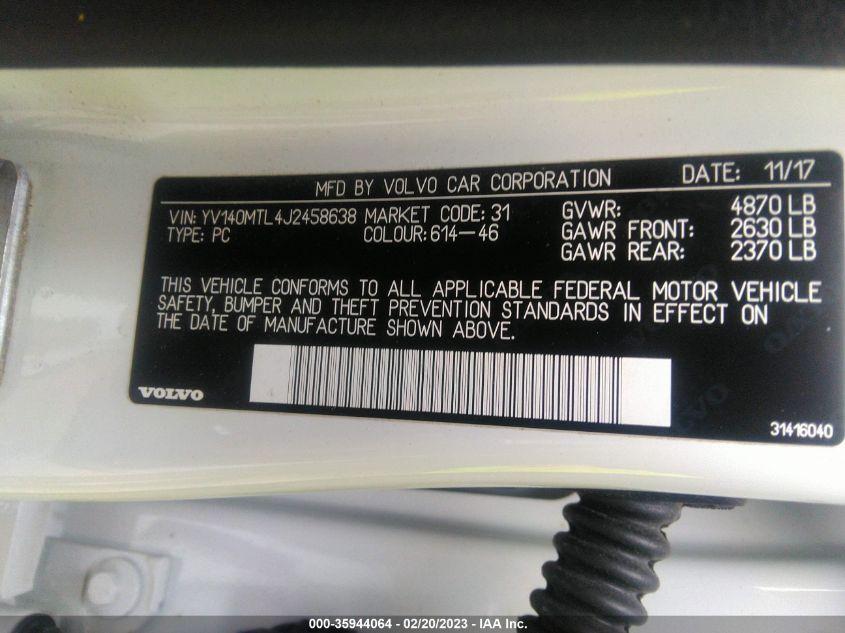 MFD BY VOLVO CAR CORPORATION DATE: 11/17
VIN: YV140MTL4J2458638 MARKET CODE: 31 GVWR: 4870 LB
TYPE: PC COLOUR: 614-46 GAWR FRONT: 2630 LB
GAWR REAR: 2370 LB
THIS VEHICLE CONFORMS TO ALL APPLICABLE FEDERAL MOTOR VEHICLE
SAFETY, BUMPER AND THEFT PREVENTION STANDARDS IN EFFECT ON
THE DATE OF MANUFACTURE SHOWN ABOVE.
VOLVO
31416040
000-35944064 - 02/20/2023 - IAA Inc.